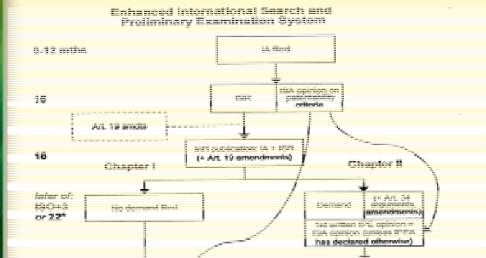 Enhanced International Search and
Preliminary Examination System
0-12 mths
IA filed
16
ISR
ISA opinion on
patentability
criteria
Art. 19 amdts
18
Int'l publication: IA + ISR
(+ Art. 19 amendments)
Chapter I
Chapter II
later of:
ISO+3
or 22*
No demand filed
Demand
(+ Art. 34
arguments
amendments)
1st written IPE opinion =
ISA opinion (unless IPEA
has declared otherwise)